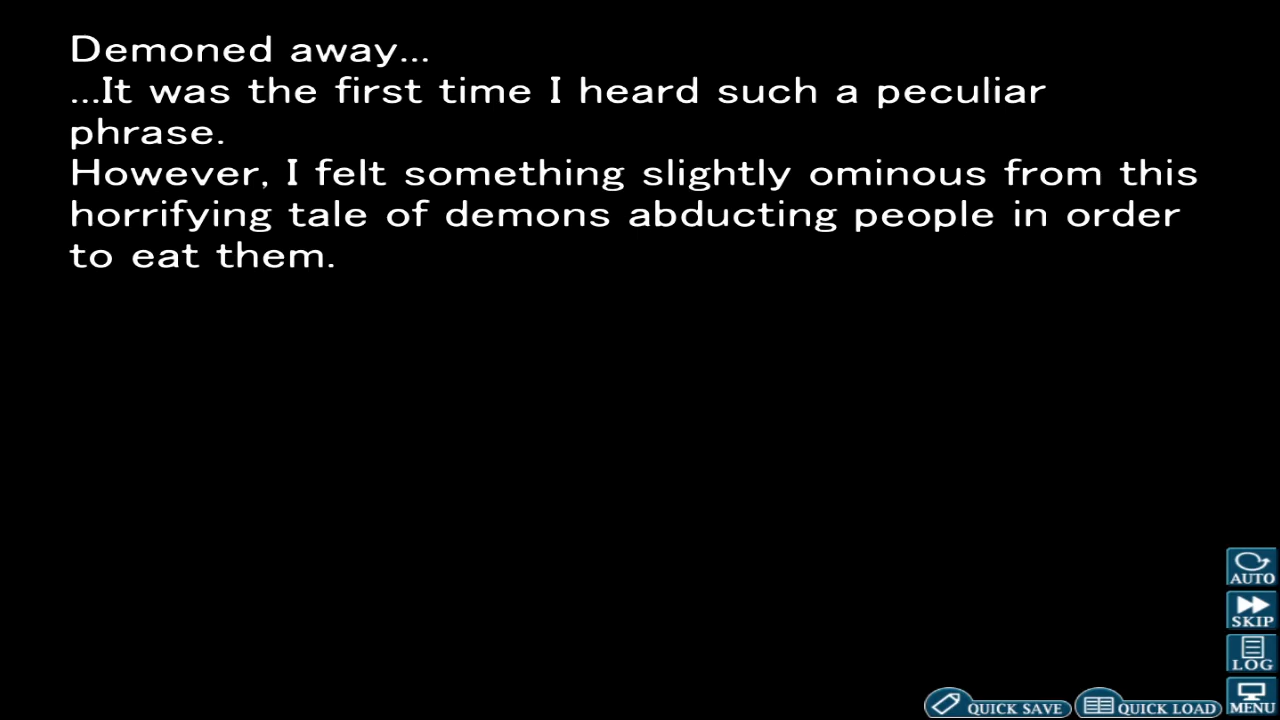 Demoned away...
...It was the first time I heard such a peculiar
phrase.
However, I felt something slightly ominous from this
horrifying tale of demons abducting people in order
to eat them.
AUTO
SKIP
LOG
MENU
QUICK SAVE
QUICK LOAD